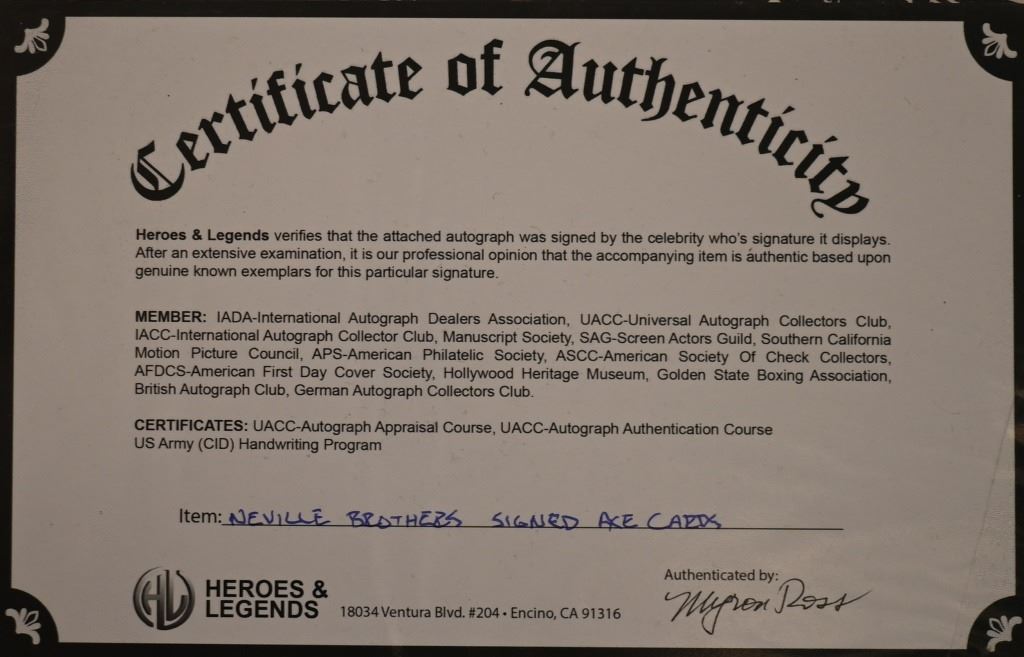 Certificate of Authenticity
Heroes & Legends verifies that the attached autograph was signed by the celebrity who's signature it displays.
After an extensive examination, it is our professional opinion that the accompanying item is authentic based upon
genuine known exemplars for this particular signature.
MEMBER: IADA-International Autograph Dealers Association, UACC-Universal Autograph Collectors Club,
IACC-International Autograph Collector Club, Manuscript Society, SAG-Screen Actors Guild, Southern California
Motion Picture Council, APS-American Philatelic Society, ASCC-American Society Of Check Collectors,
AFDCS-American First Day Cover Society, Hollywood Heritage Museum, Golden State Boxing Association,
British Autograph Club, German Autograph Collectors Club.
CERTIFICATES: UACC-Autograph Appraisal Course, UACC-Autograph Authentication Course
US Army (CID) Handwriting Program
Item: NEVILLE BROTHERS SIGNED ACE CARDS
HL HEROES &
LEGENDS 18034 Ventura Blvd. #204 • Encino, CA 91316
Authenticated by:
Myron Ross